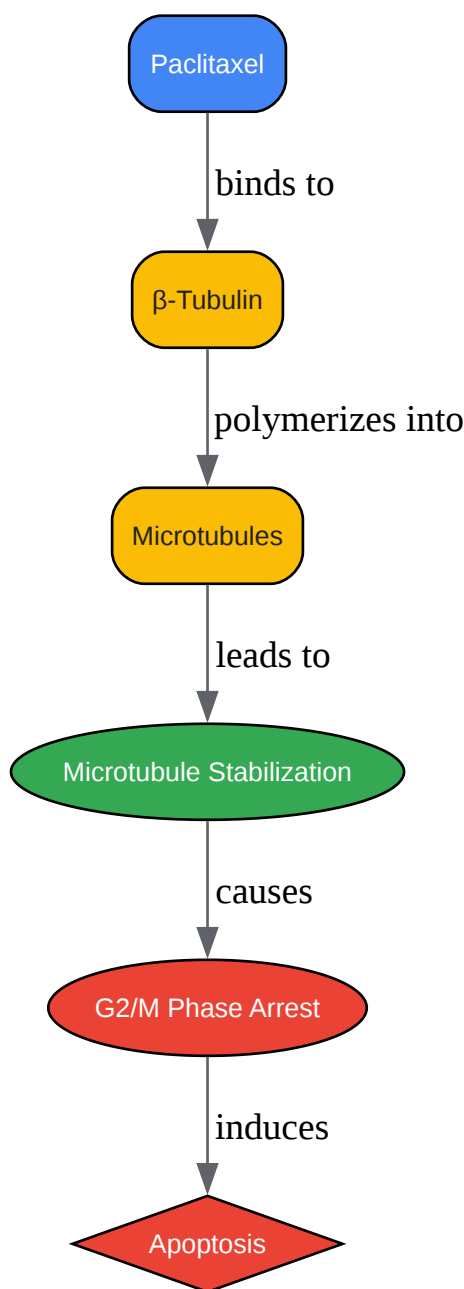 Paclitaxel
binds to
β-Tubulin
polymerizes into
Microtubules
leads to
Microtubule Stabilization
causes
G2/M Phase Arrest
induces
Apoptosis